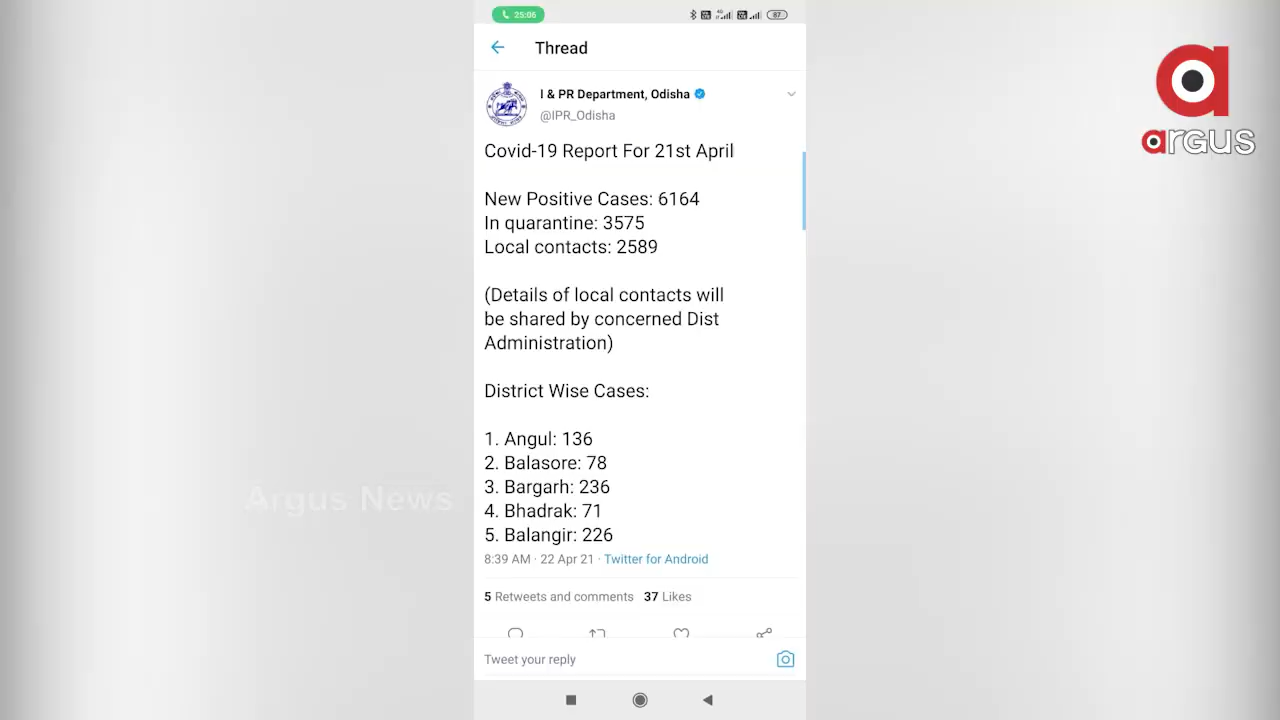 25:05
4G
87
Thread
I & PR Department, Odisha
@IPR_Odisha
Covid-19 Report For 21st April
New Positive Cases: 6164
In quarantine: 3575
Local contacts: 2589
(Details of local contacts will
be shared by concerned Dist
Administration)
District Wise Cases:
1. Angul: 136
2. Balasore: 78
3. Bargarh: 236
4. Bhadrak: 71
5. Balangir: 226
8:39 AM · 22 Apr 21 · Twitter for Android
5 Retweets and comments 37 Likes
Tweet your reply
argus
Argus News